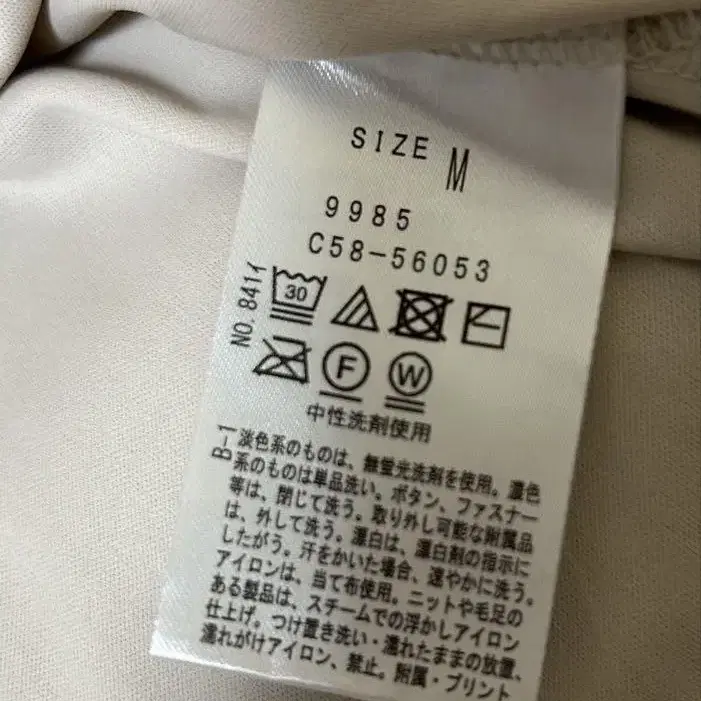 SIZE M
9985
C58-56053
NO.841イ
30
F W
中性洗剤使用
B-1
淡色系のものは、無蛍光洗剤を使用。濃色
系のものは単品洗い。ボタン、ファスナー
等は、閉じて洗う。取り外し可能な附属品
は、外して洗う。漂白は、漂白剤の指示に
したがう。汗をかいた場合、速やかに洗う。
アイロンは、当て布使用。ニットや毛足の
ある製品は、スチームでの浮かしアイロン
仕上げ。つけ置き洗い・濡れたままの放置、
濡れがけアイロン、禁止。附属・プリント